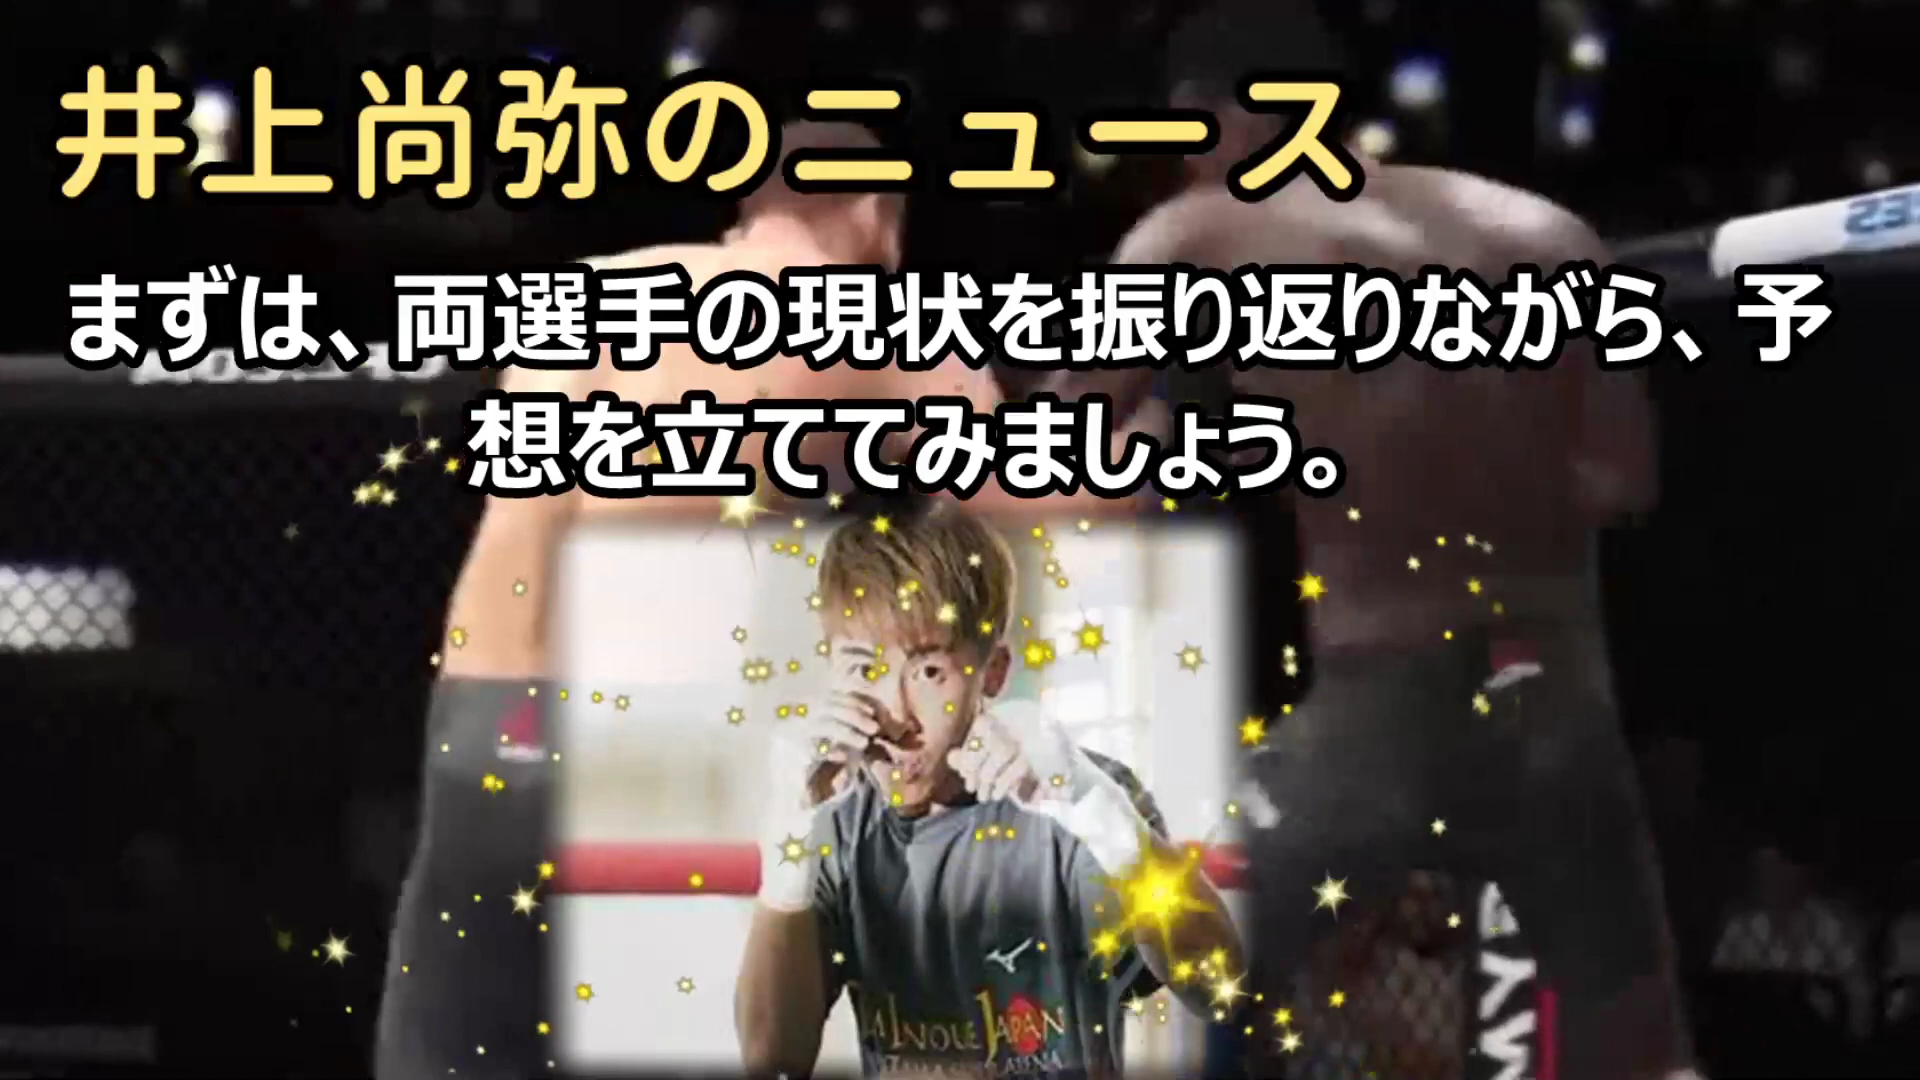 井上尚弥のニュース
まずは、両選手の現状を振り返りながら、予
想を立ててみましょう。
JAPAN